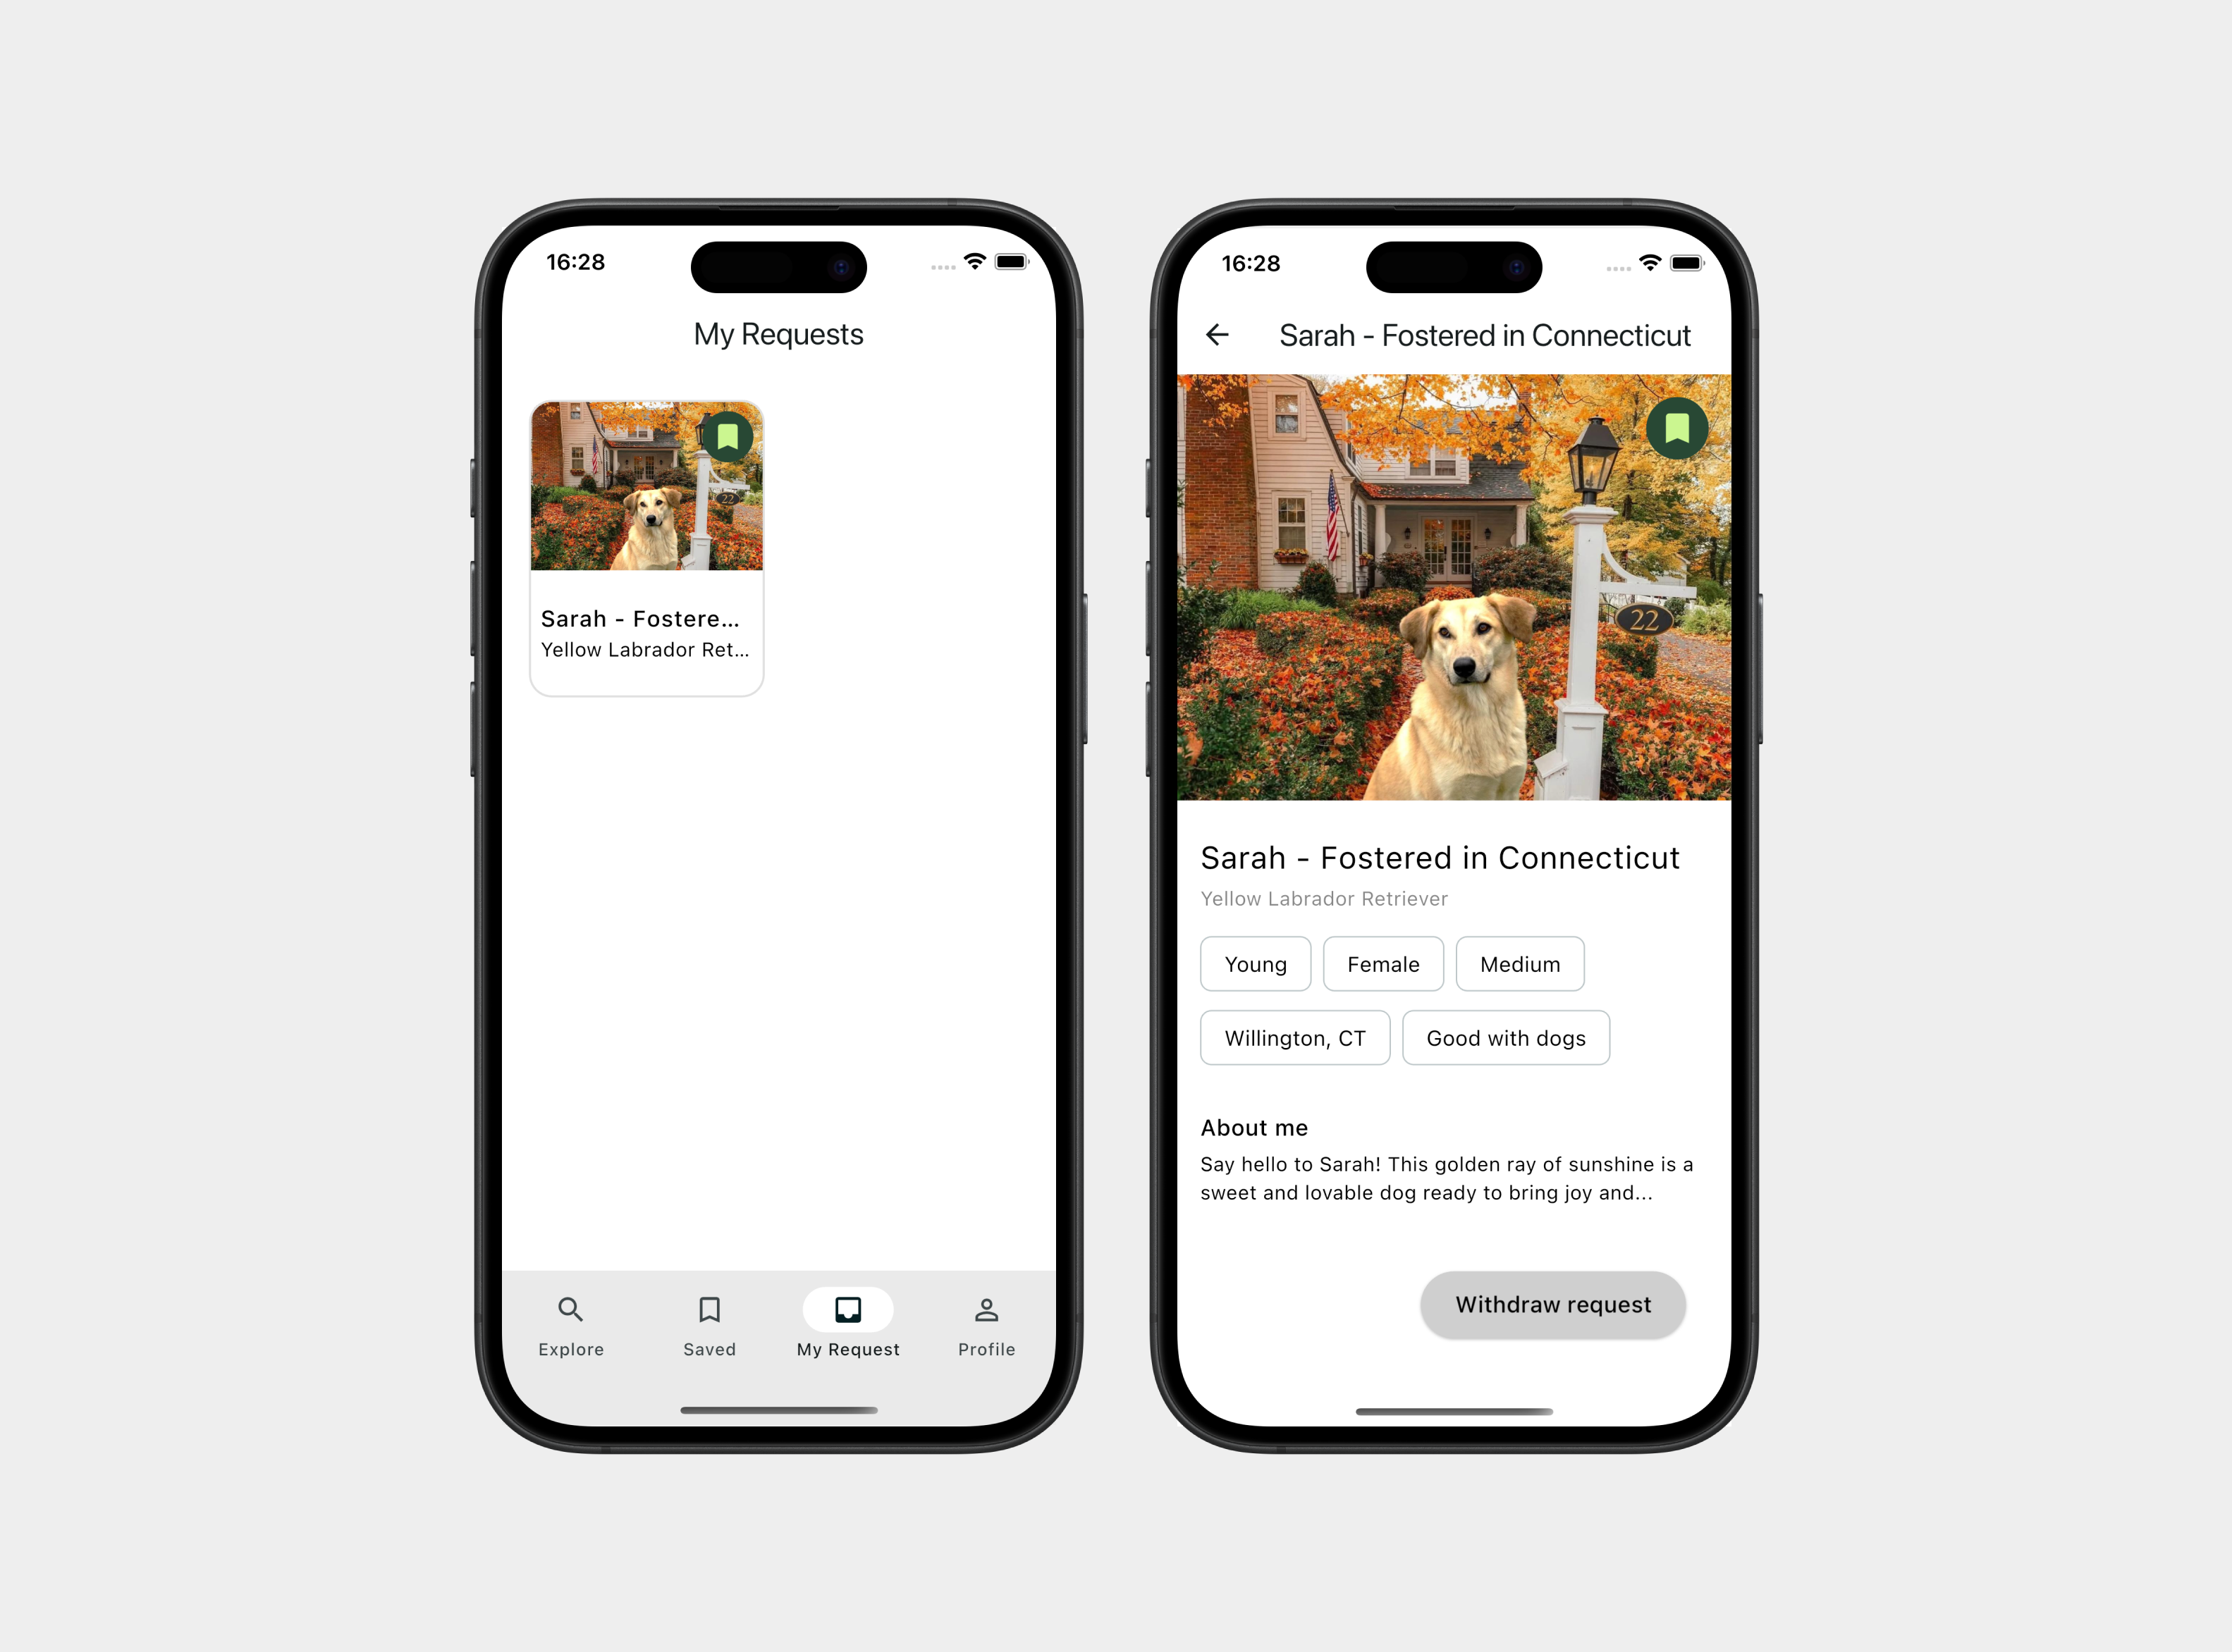 16:28
My Requests
22
Sarah - Fostere...
Yellow Labrador Ret...
Explore
Saved
My Request
Profile
16:28
Sarah - Fostered in Connecticut
22
Sarah - Fostered in Connecticut
Yellow Labrador Retriever
Young
Female
Medium
Willington, CT
Good with dogs
About me
Say hello to Sarah! This golden ray of sunshine is a
sweet and lovable dog ready to bring joy and...
Withdraw request